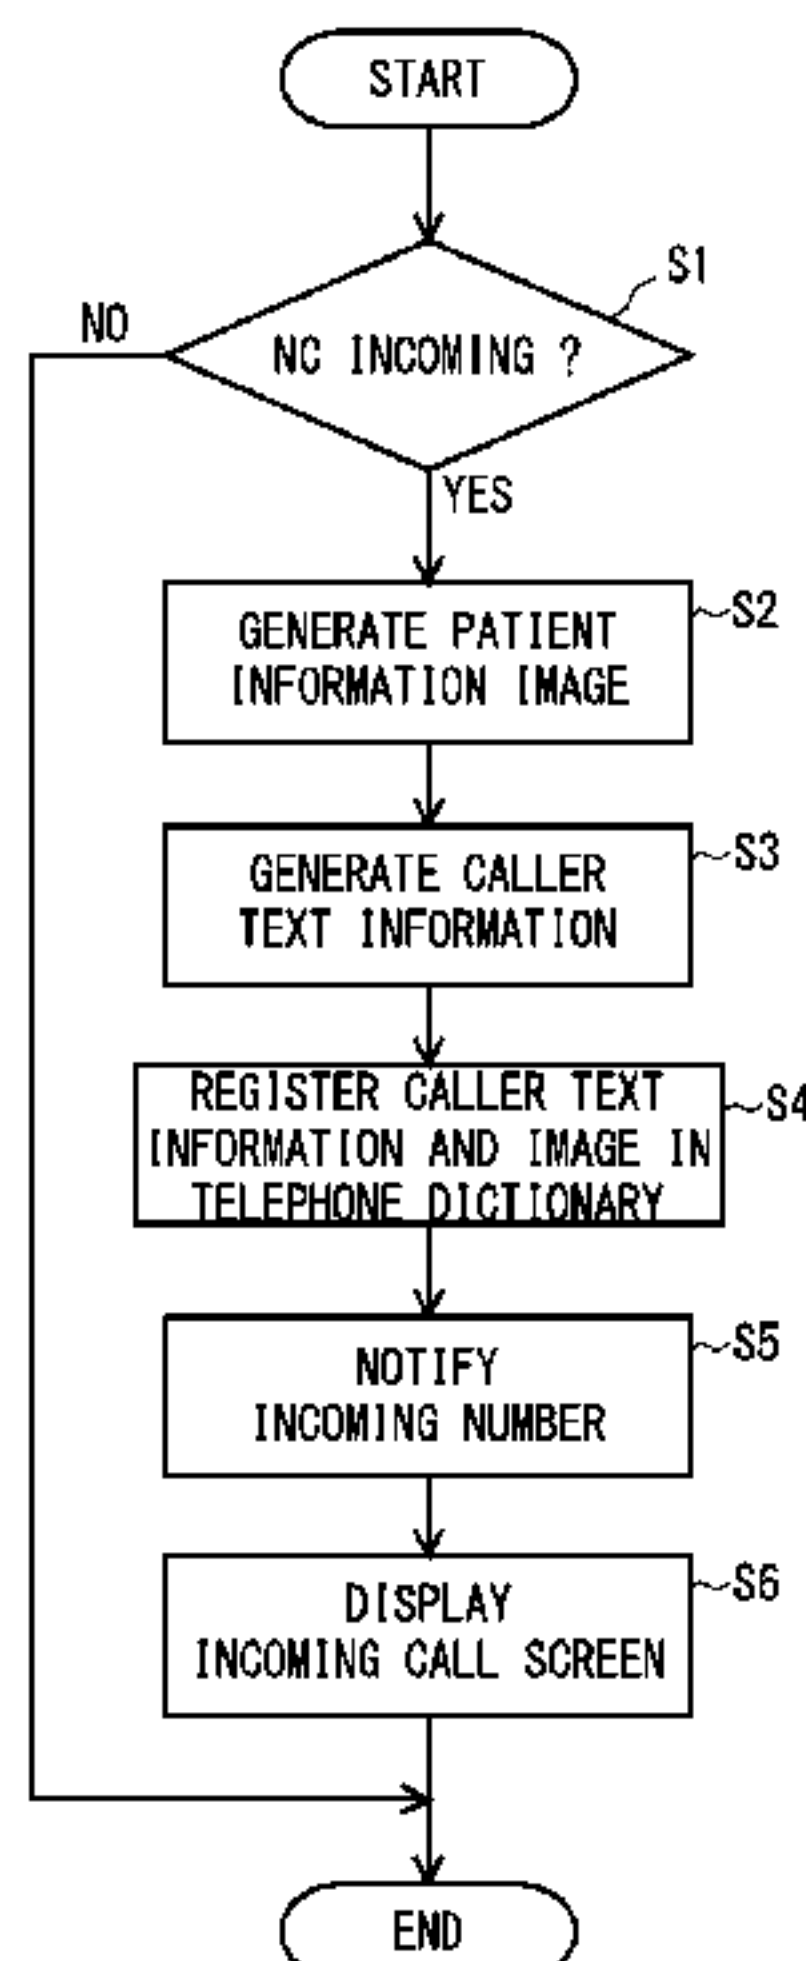 START
S1
NO
NC INCOMING ?
YES
S2
GENERATE PATIENT
INFORMATION IMAGE
S3
GENERATE CALLER
TEXT INFORMATION
S4
REGISTER CALLER TEXT
INFORMATION AND IMAGE IN
TELEPHONE DICTIONARY
S5
NOTIFY
INCOMING NUMBER
S6
DISPLAY
INCOMING CALL SCREEN
END